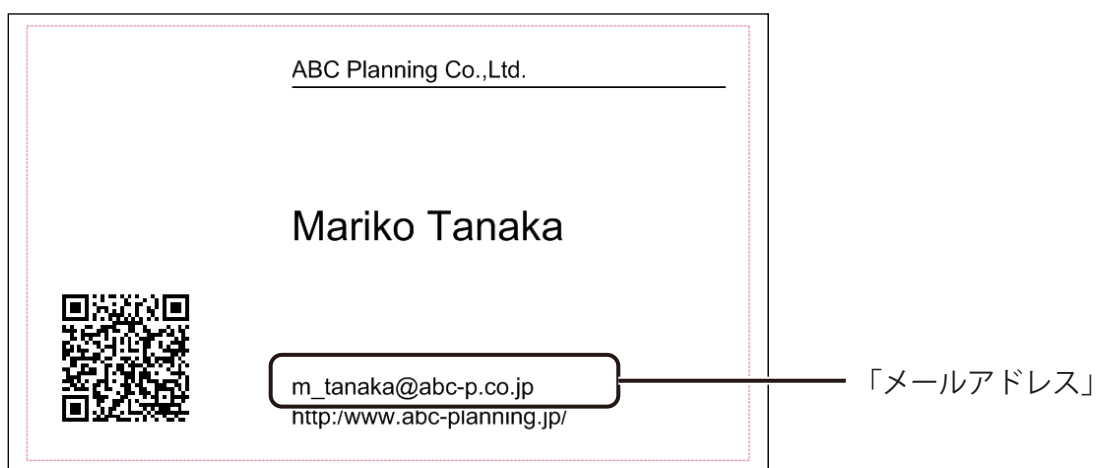 ABC Planning Co.,Ltd.
Mariko Tanaka
m_tanaka@abc-p.co.jp
「メールアドレス」
http:/www.abc-planning.jp/